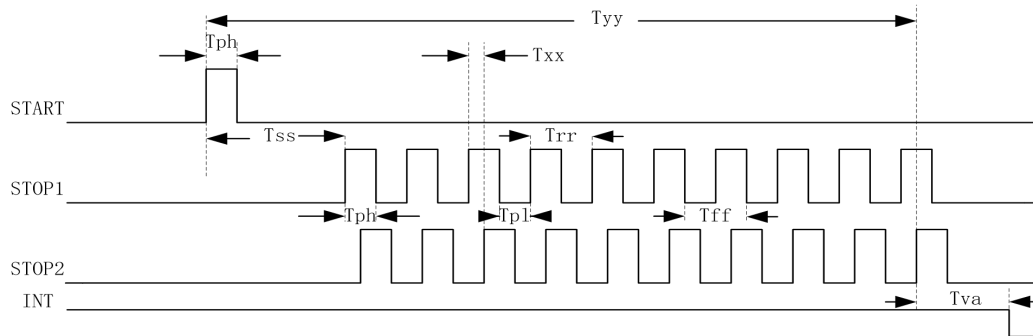 Tyy
Tph
Txx
START
Tss
Trr
STOP1
Tph
Tpl
Tff
STOP2
INT
Tva